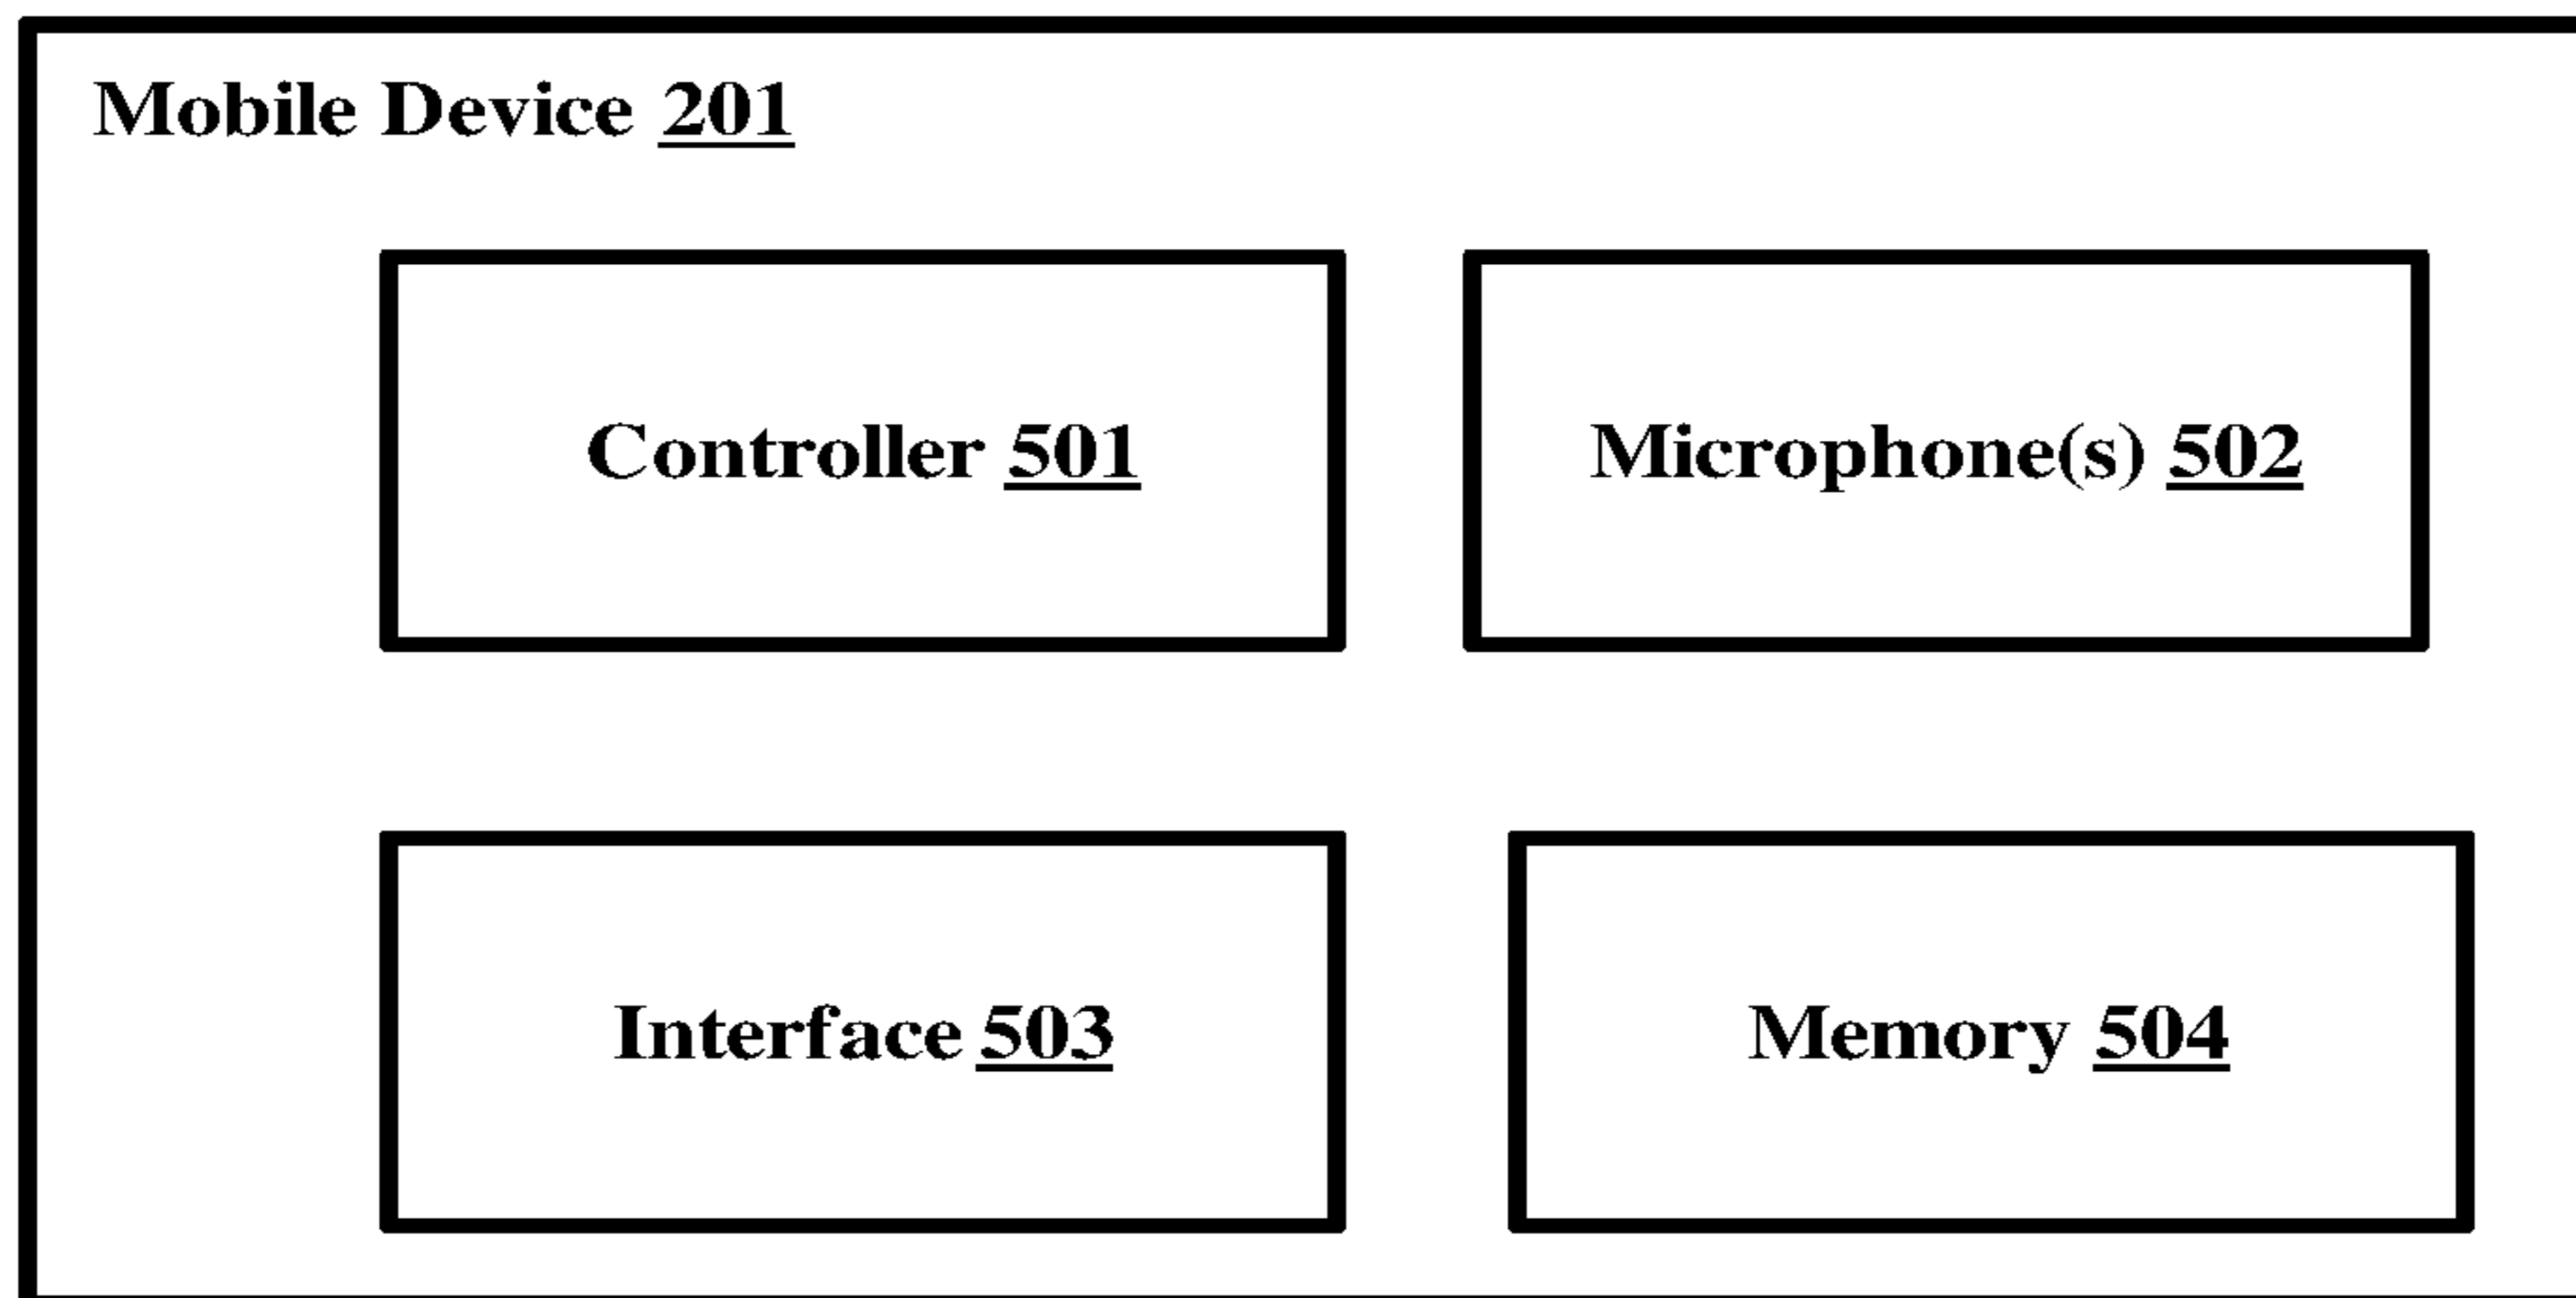 Mobile Device 201
Controller 501
Microphone(s) 502
Interface 503
Memory 504